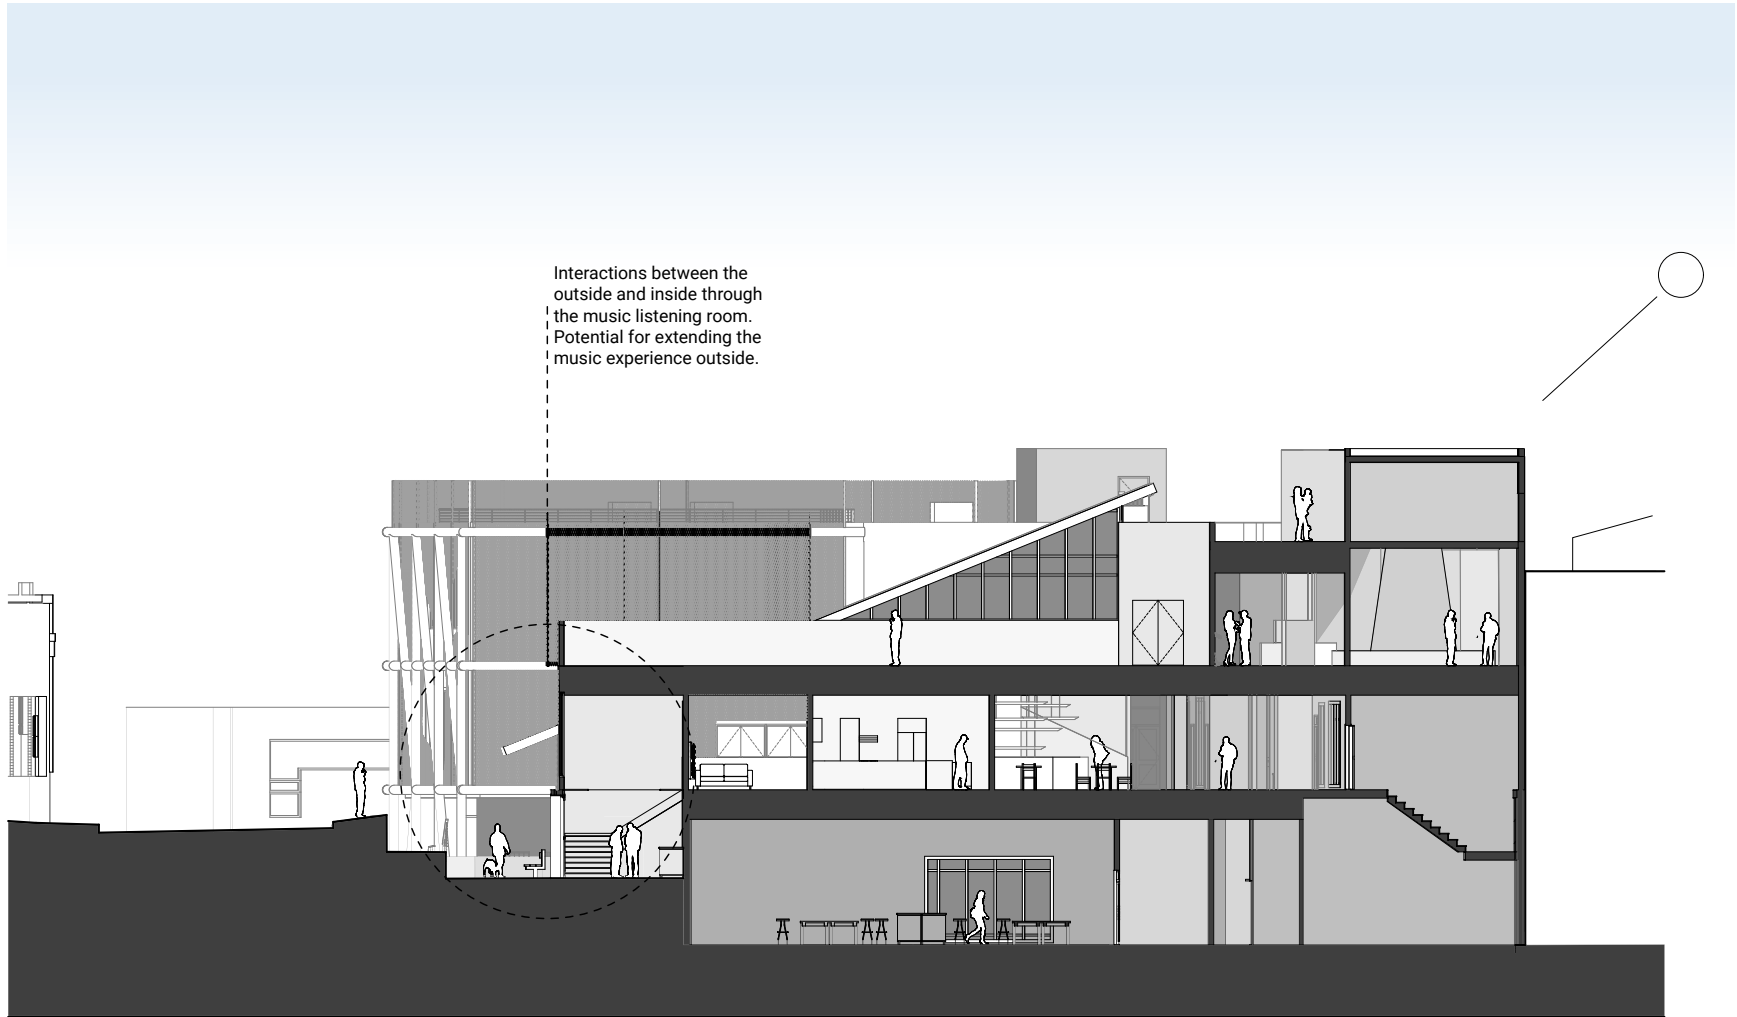 Interactions between the
outside and inside through
the music listening room.
Potential for extending the
music experience outside.